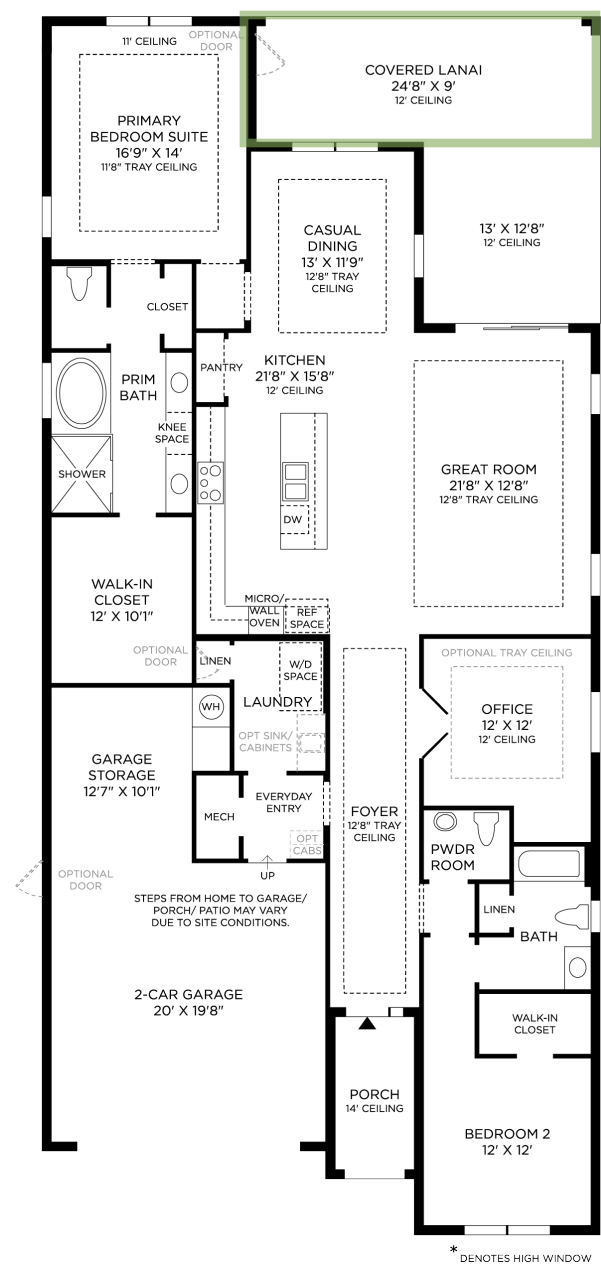 11' CEILING
OPTIONAL
DOOR
COVERED LANAI
24'8" X 9'
12' CEILING
PRIMARY
BEDROOM SUITE
16'9" X 14'
11'8" TRAY CEILING
CASUAL
DINING
13' X 11'9"
12'8" TRAY
CEILING
13' X 12'8"
12' CEILING
CLOSET
PANTRY
KITCHEN
21'8" X 15'8"
12' CEILING
PRIM
BATH
KNEE
SPACE
SHOWER
GREAT ROOM
21'8" X 12'8"
12'8" TRAY CEILING
DW
WALK-IN
CLOSET
12' X 10'1"
MICRO/
WALL
OVEN
REF
SPACE
OPTIONAL
DOOR
LINEN
W/D
SPACE
LAUNDRY
WH
OPT SINK/
CABINETS
OPTIONAL TRAY CEILING
OFFICE
12' X 12'
12' CEILING
GARAGE
STORAGE
12'7" X 10'1"
MECH
EVERYDAY
ENTRY
OPT
CABS
UP
FOYER
12'8" TRAY
CEILING
PWDR
ROOM
OPTIONAL
DOOR
STEPS FROM HOME TO GARAGE/
PORCH/ PATIO MAY VARY
DUE TO SITE CONDITIONS.
LINEN
BATH
2-CAR GARAGE
20' X 19'8"
WALK-IN
CLOSET
PORCH
14' CEILING
BEDROOM 2
12' X 12'
* DENOTES HIGH WINDOW